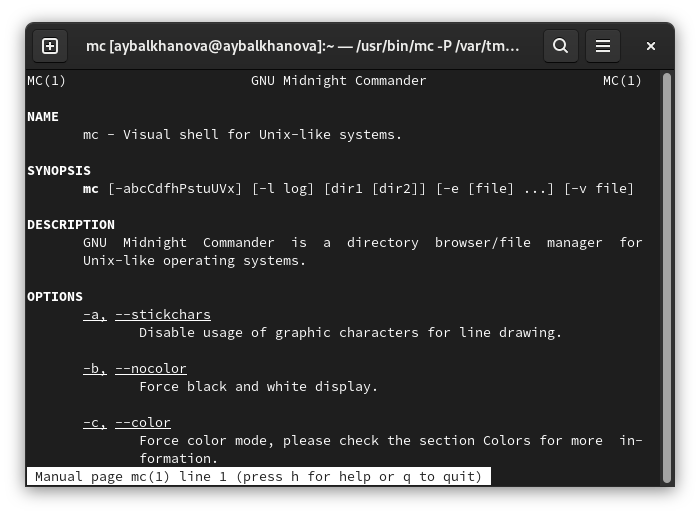 mc [aybalkhanova@aybalkhanova]:~ — /usr/bin/mc -P /var/tm...
MC(1) GNU Midnight Commander MC(1)
NAME
mc - Visual shell for Unix-like systems.
SYNOPSIS
mc [-abcCdfhPstuUVx] [-l log] [dir1 [dir2]] [-e [file] ...] [-v file]
DESCRIPTION
GNU Midnight Commander is a directory browser/file manager for
Unix-like operating systems.
OPTIONS
-a, --stickchars
Disable usage of graphic characters for line drawing.
-b, --nocolor
Force black and white display.
-c, --color
Force color mode, please check the section Colors for more in-
formation.
Manual page mc(1) line 1 (press h for help or q to quit)